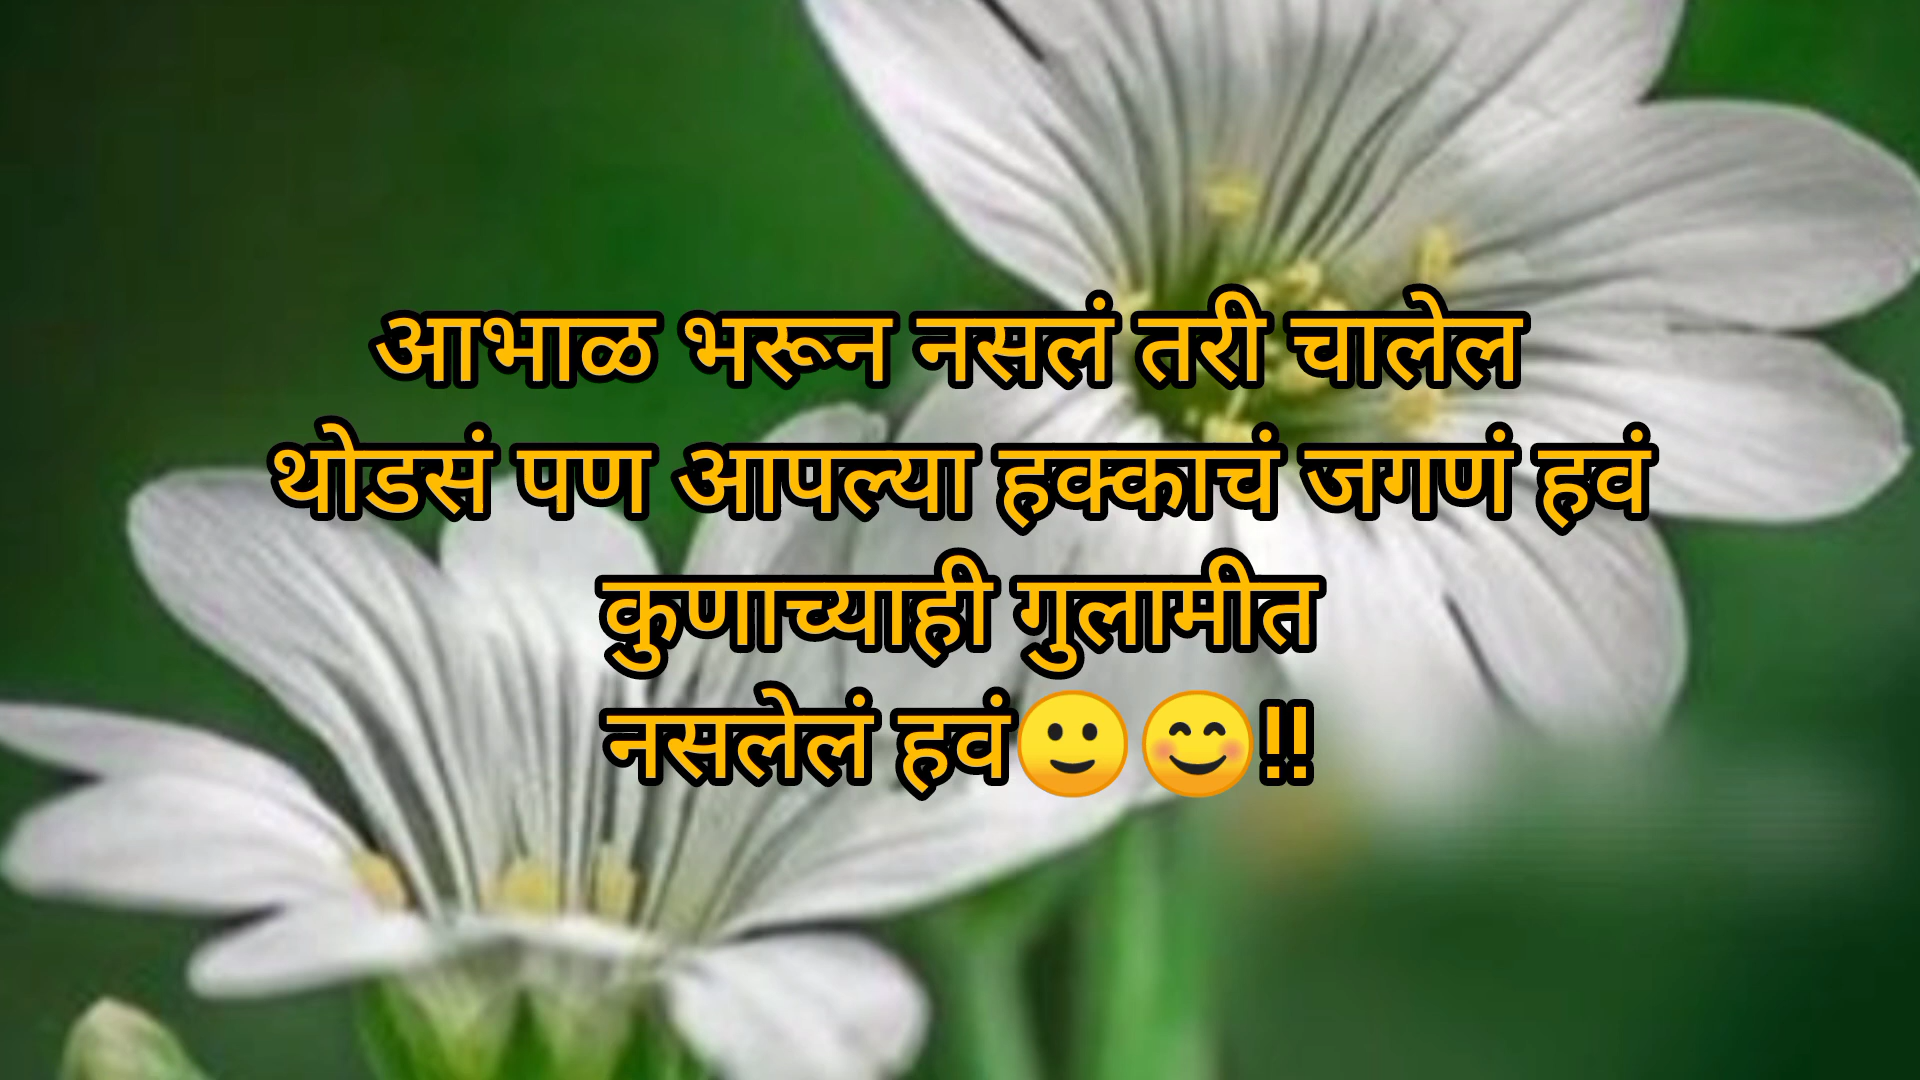 आभाळ भरून नसलं तरी चालेल
थोडसं पण आपल्या हक्काचं जगणं हवं
कुणाच्याही गुलामीत
नसलेलं हवं🙂😊!!